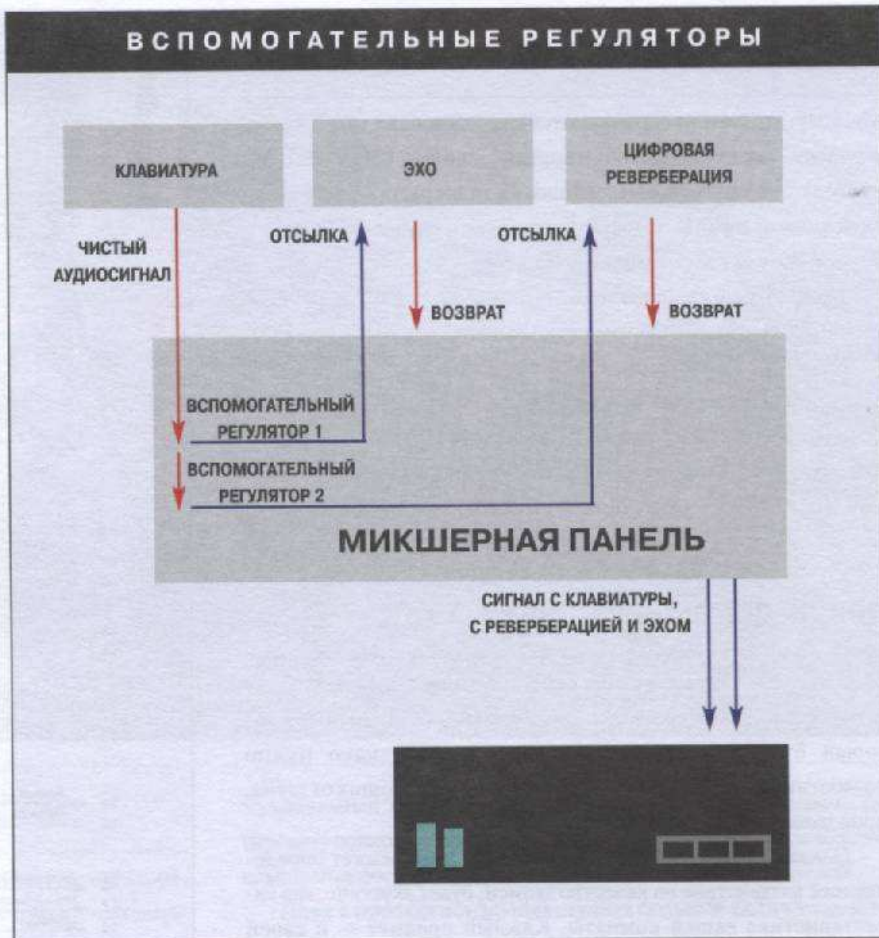 ВСПОМОГАТЕЛЬНЫЕ РЕГУЛЯТОРЫ
КЛАВИАТУРА
ЭХО
ЦИФРОВАЯ
РЕВЕРБЕРАЦИЯ
ЧИСТЫЙ
АУДИОСИГНАЛ
ОТСЫЛКА
ВОЗВРАТ
ОТСЫЛКА
ВОЗВРАТ
ВСПОМОГАТЕЛЬНЫЙ
РЕГУЛЯТОР 1
ВСПОМОГАТЕЛЬНЫЙ
РЕГУЛЯТОР 2
МИКШЕРНАЯ ПАНЕЛЬ
СИГНАЛ С КЛАВИАТУРЫ,
С РЕВЕРБЕРАЦИЕЙ И ЭХОМ